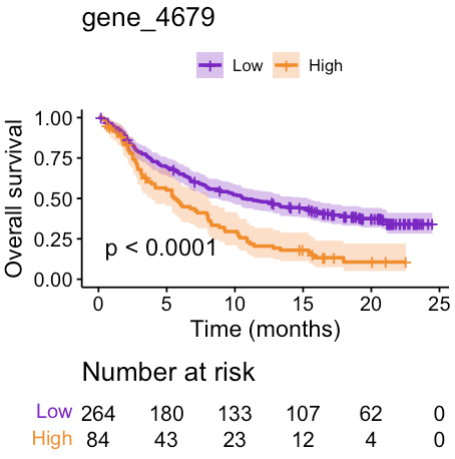 gene_4679
Low High
Overall survival
1.00
0.75
0.50
0.25
0.00
p < 0.0001
0 5 10 15 20 25
Time (months)
Number at risk
Low 264 180 133 107 62 0
High 84 43 23 12 4 0